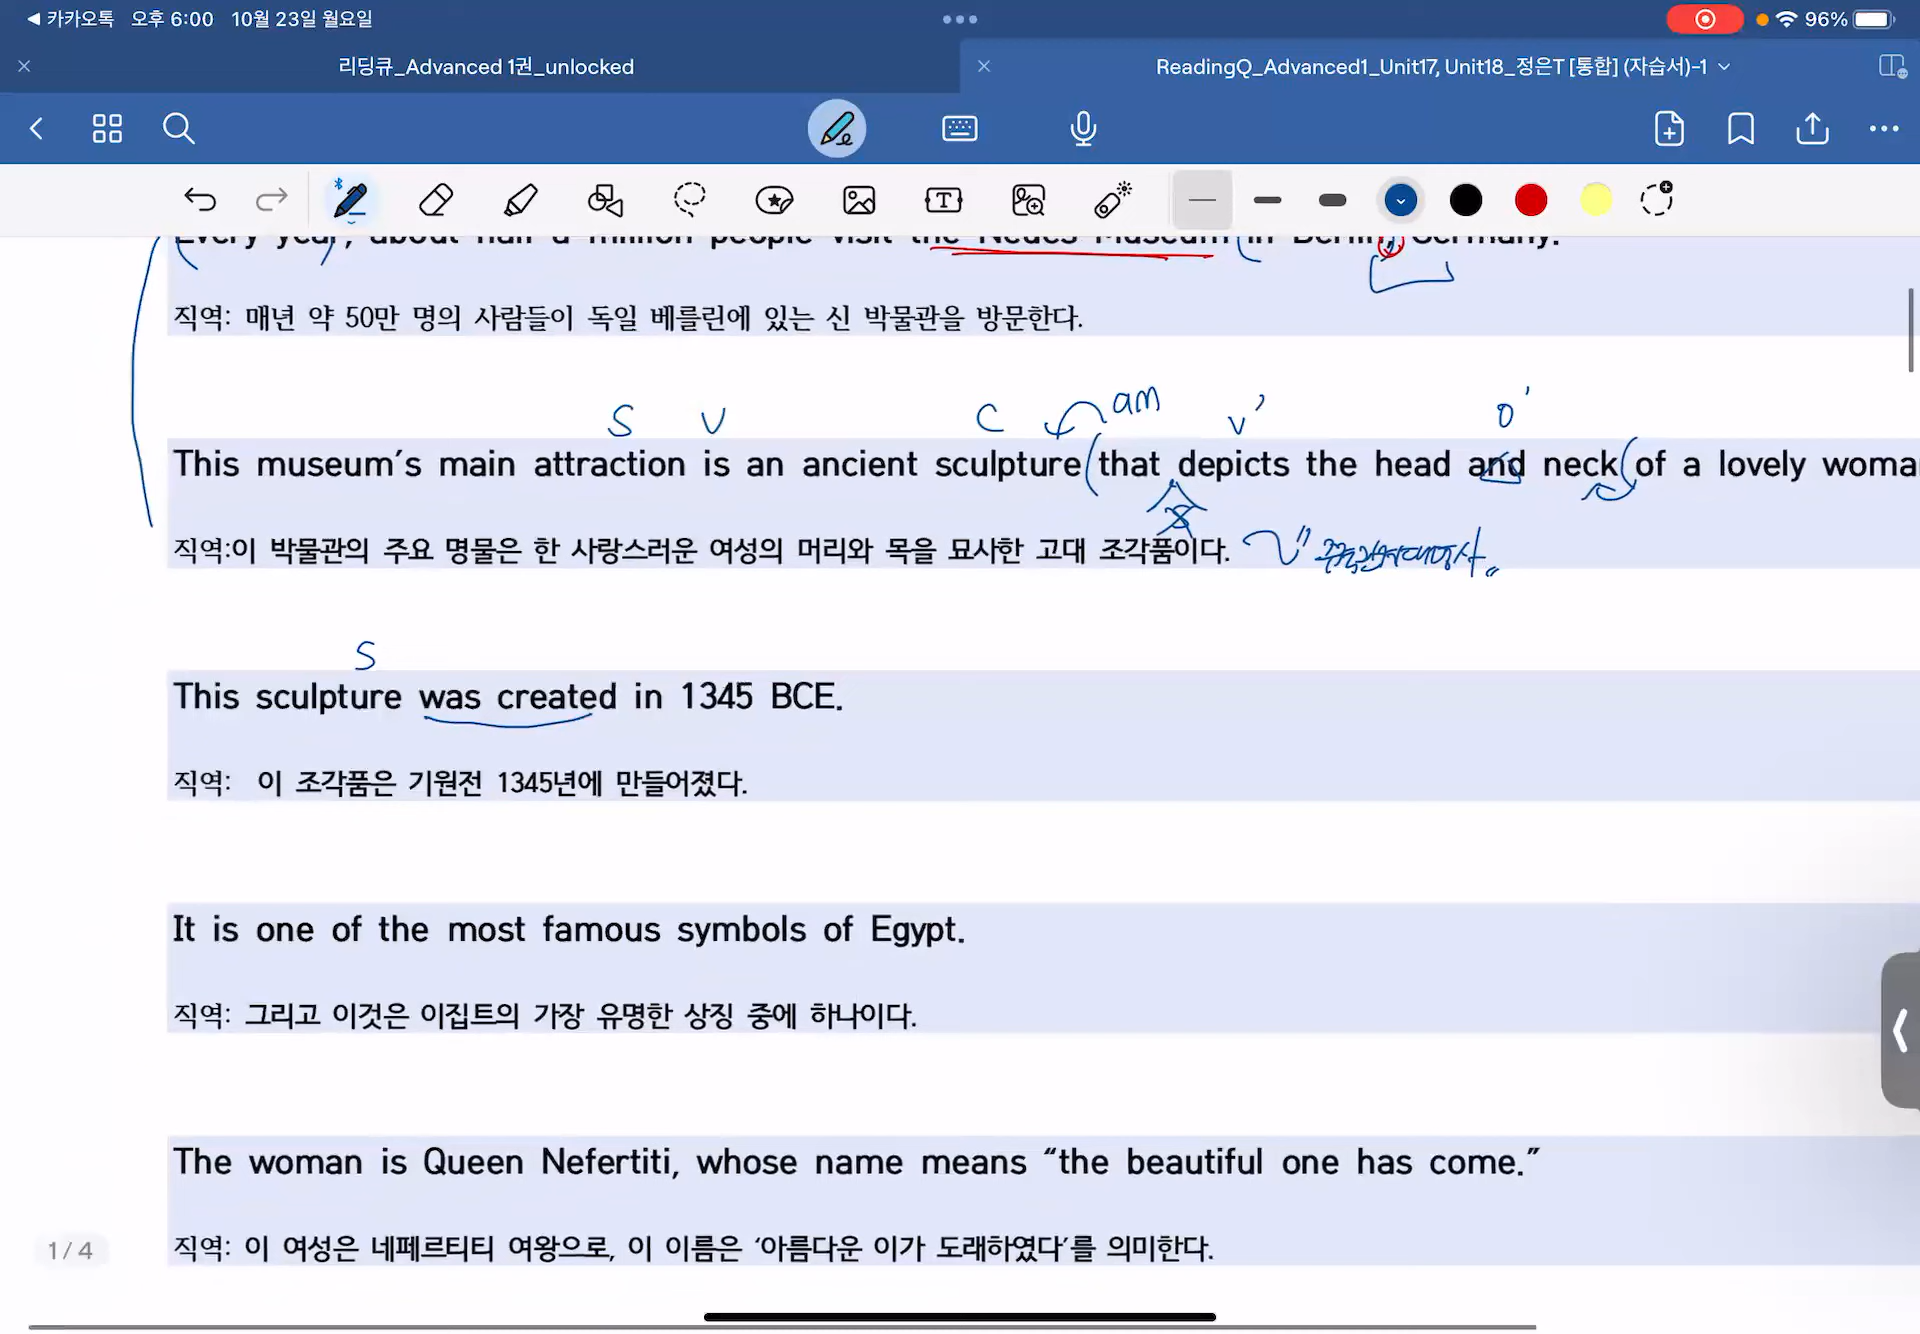 ◀ 카카오톡 오후 6:00 10월 23일 월요일 96%
리딩큐_Advanced 1권_unlocked
ReadingQ_Advanced1_Unit17, Unit18_정은T [통합] (자습서)-1
Every year, about half a million people visit the Neues Museum in Berlin, Germany.
직역: 매년 약 50만 명의 사람들이 독일 베를린에 있는 신 박물관을 방문한다.
S V C am v' o'
This museum's main attraction is an ancient sculpture (that depicts the head and neck (of a lovely woma
직역:이 박물관의 주요 명물은 한 사랑스러운 여성의 머리와 목을 묘사한 고대 조각품이다.
S
This sculpture was created in 1345 BCE.
직역: 이 조각품은 기원전 1345년에 만들어졌다.
It is one of the most famous symbols of Egypt.
직역: 그리고 이것은 이집트의 가장 유명한 상징 중에 하나이다.
The woman is Queen Nefertiti, whose name means “the beautiful one has come.”
직역: 이 여성은 네페르티티 여왕으로, 이 이름은 ‘아름다운 이가 도래하였다’를 의미한다.
1 / 4